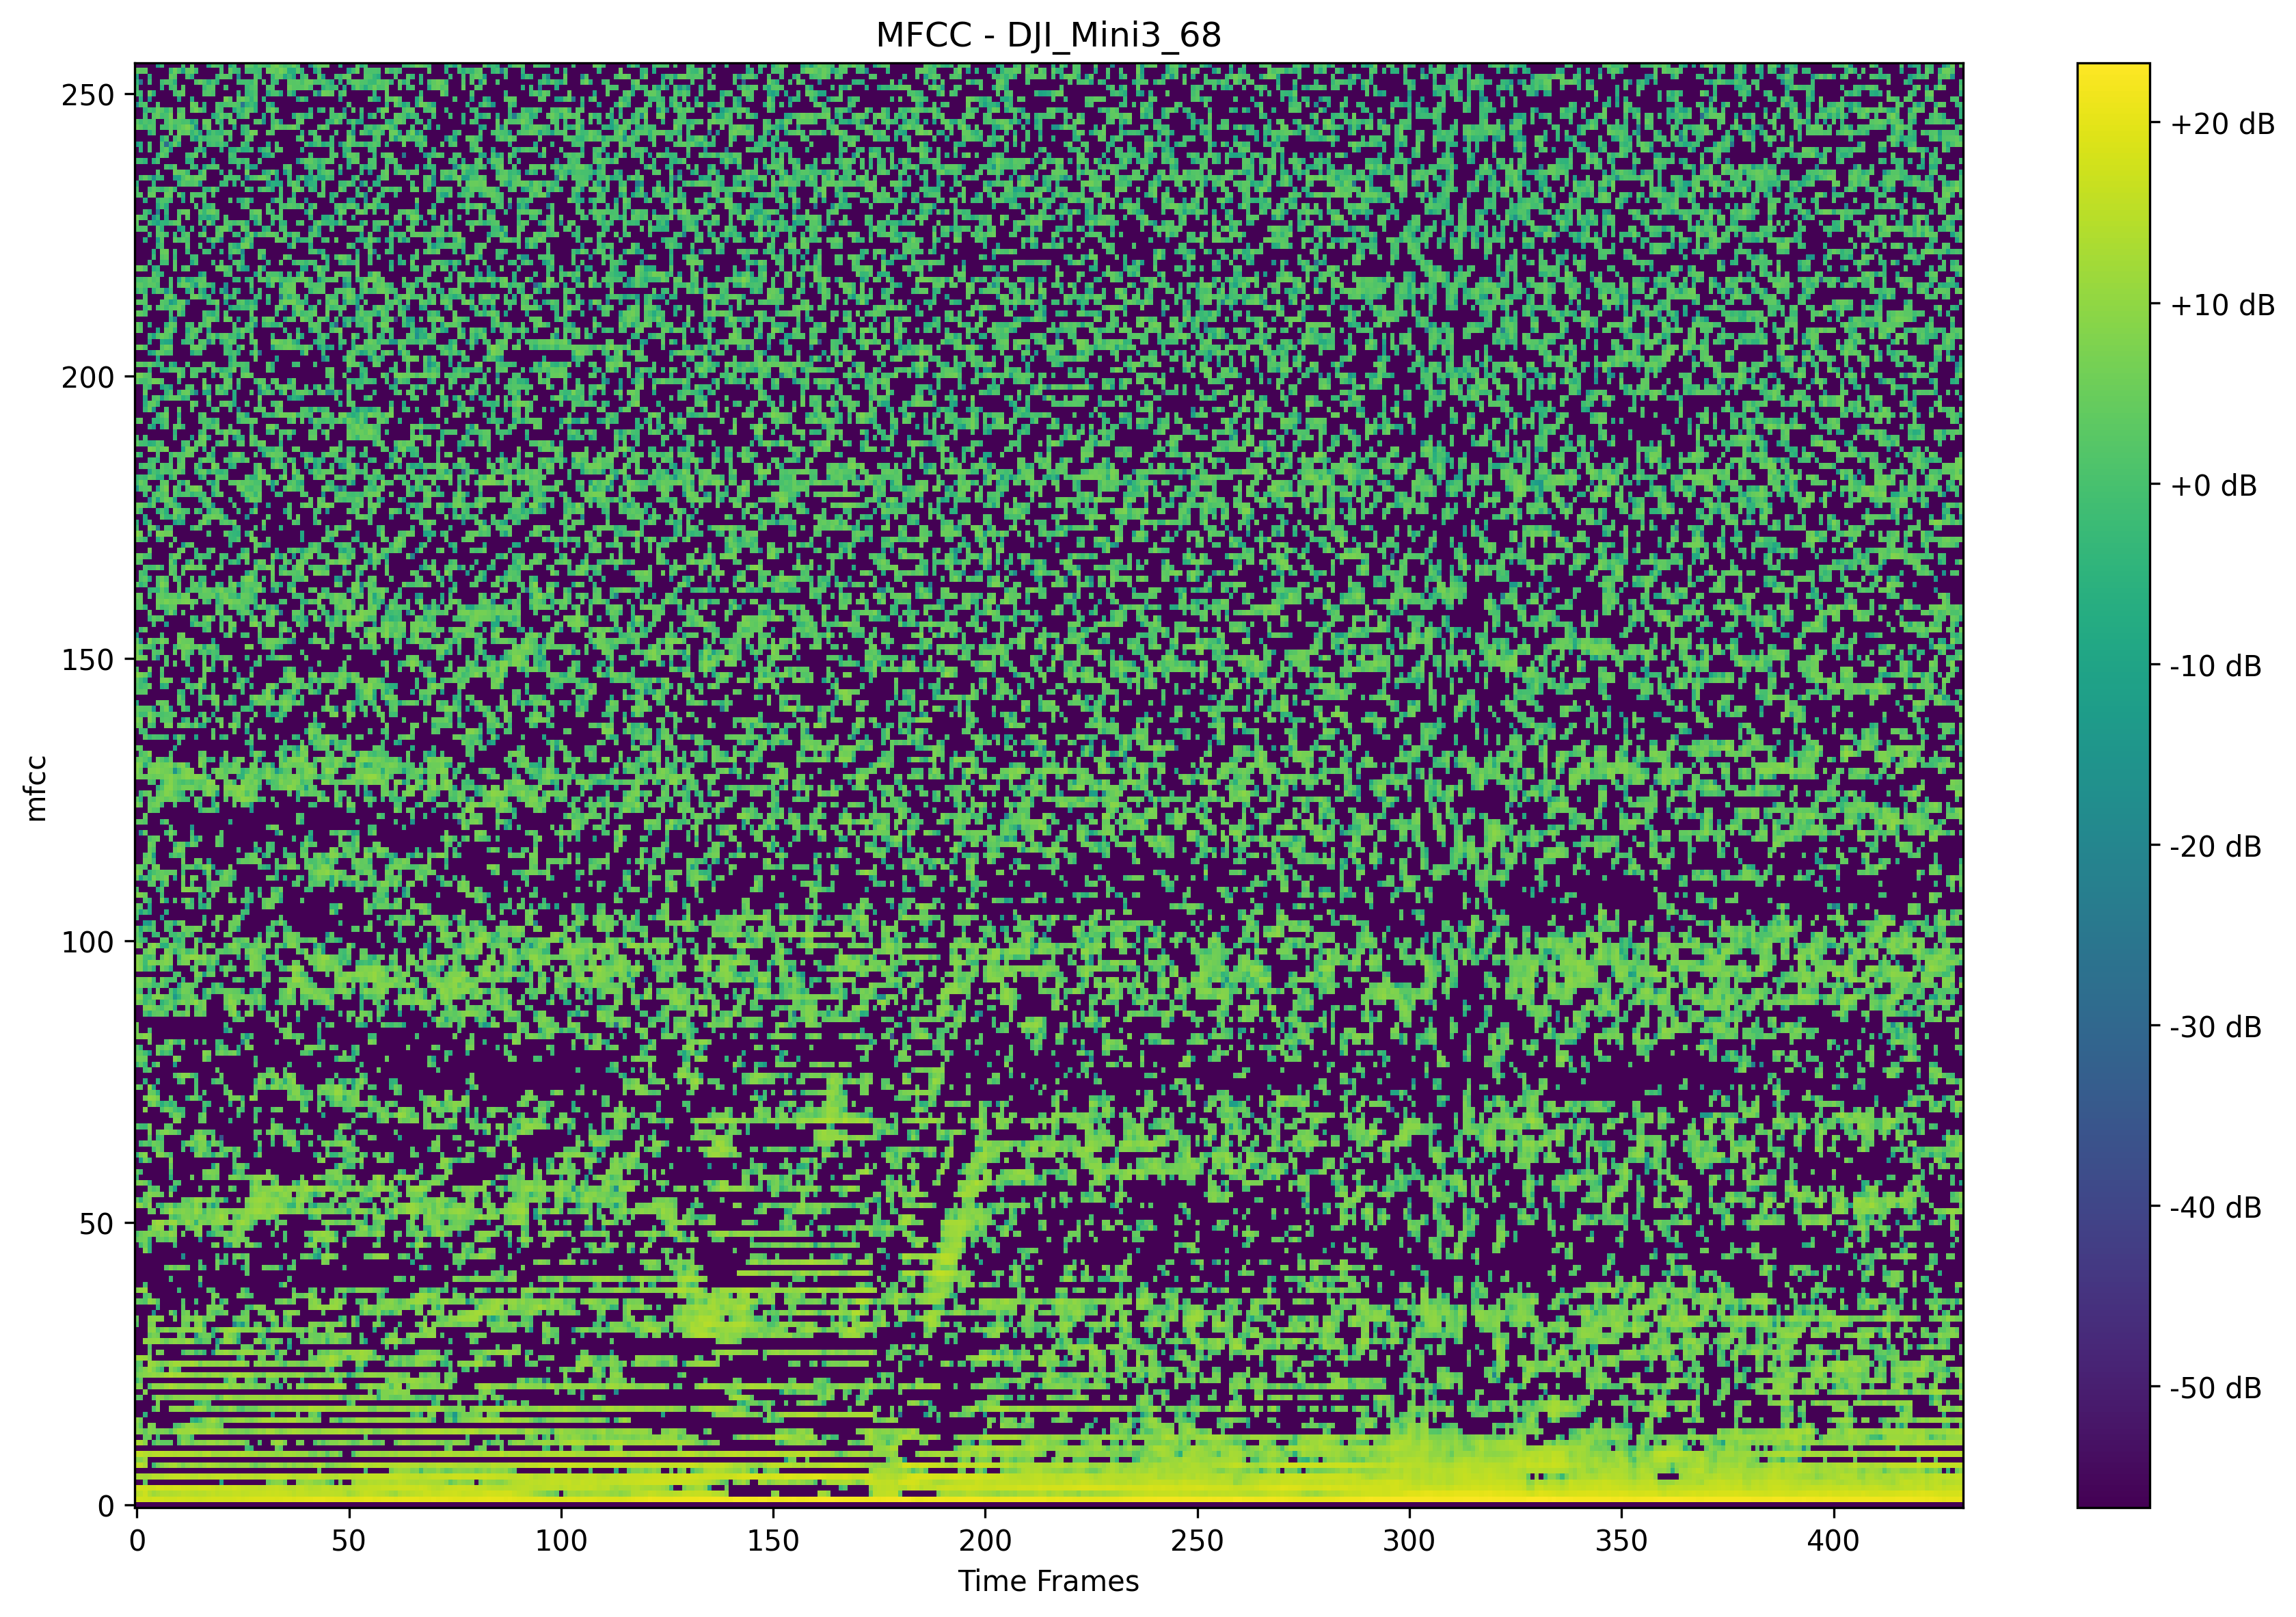 MFCC - DJI_Mini3_68
250
200
150
100
50
0
mfcc
0 50 100 150 200 250 300 350 400
Time Frames
+20 dB
+10 dB
+0 dB
-10 dB
-20 dB
-30 dB
-40 dB
-50 dB